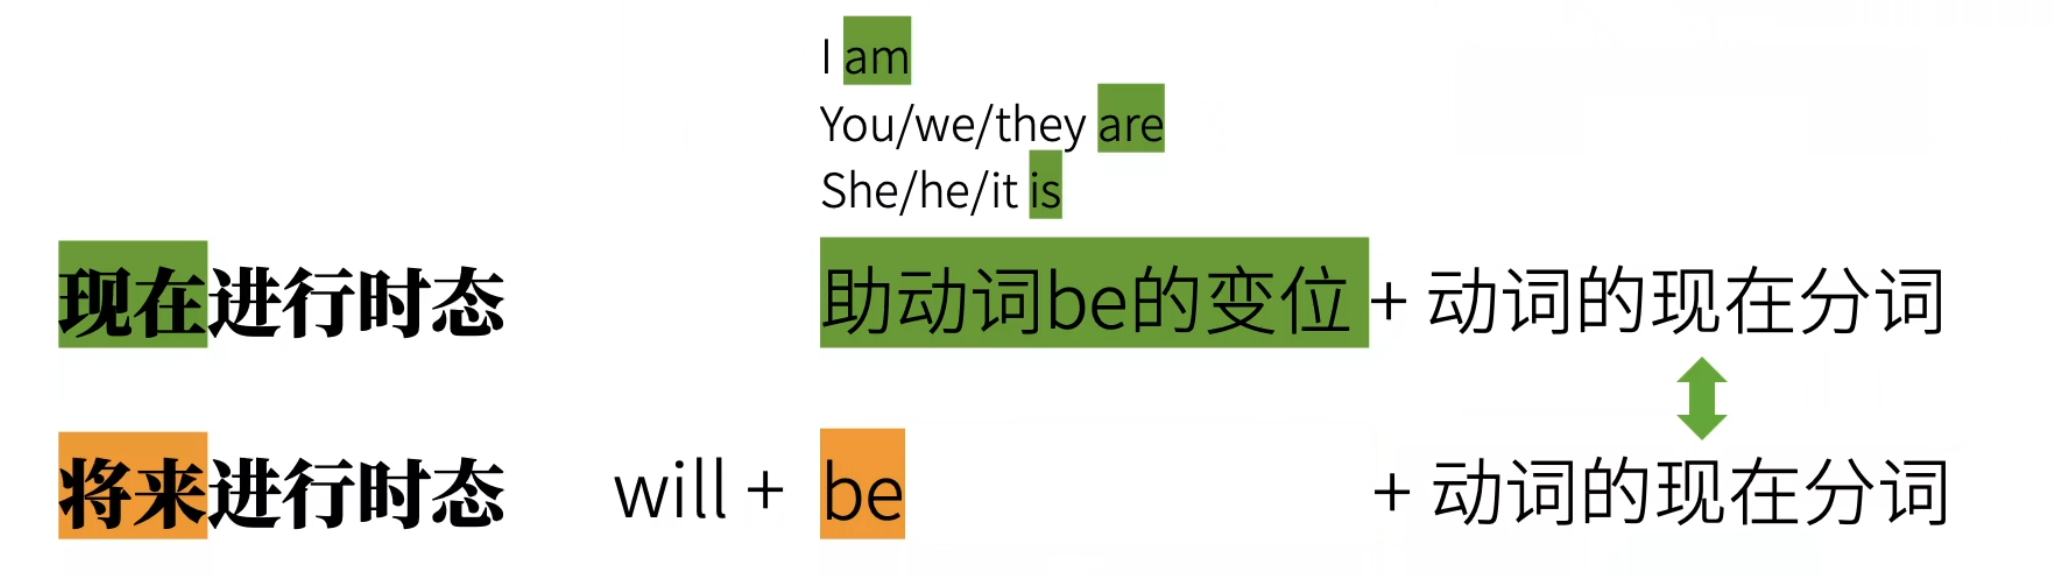 I am
You/we/they are
She/he/it is
现在进行时态 助动词be的变位 + 动词的现在分词
将来进行时态 will + be + 动词的现在分词